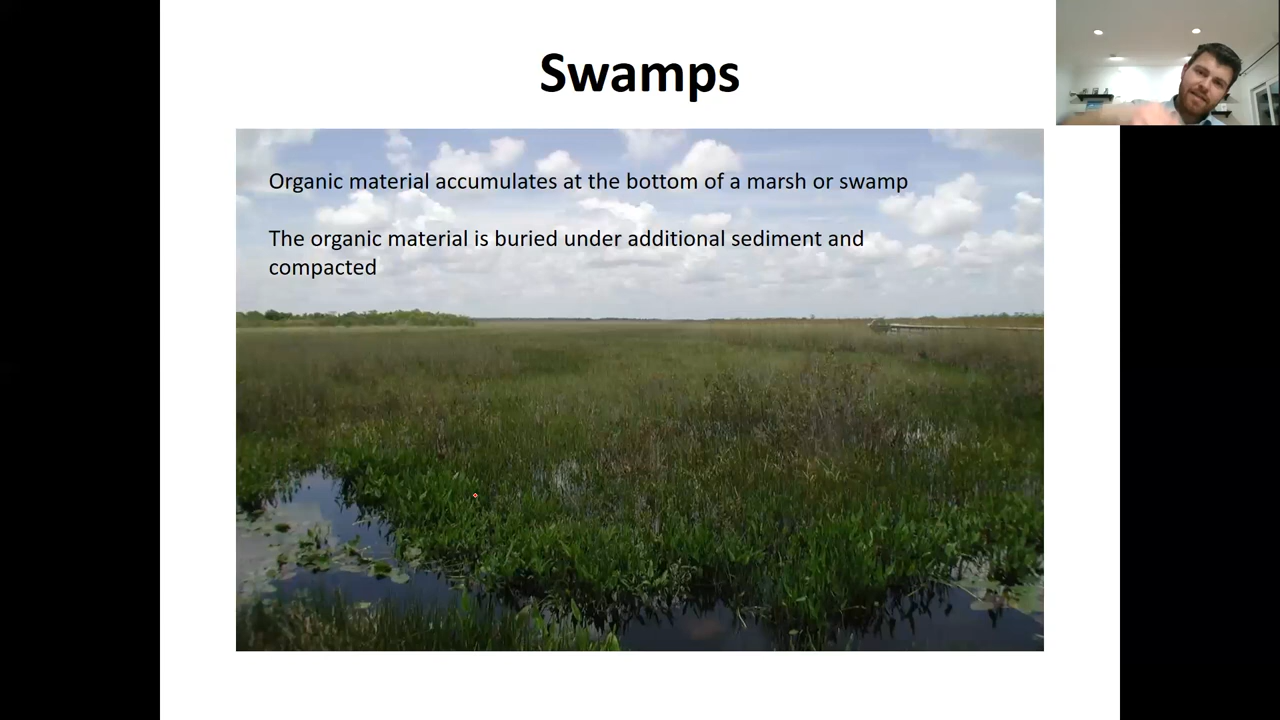 Swamps
Organic material accumulates at the bottom of a marsh or swamp
The organic material is buried under additional sediment and
compacted